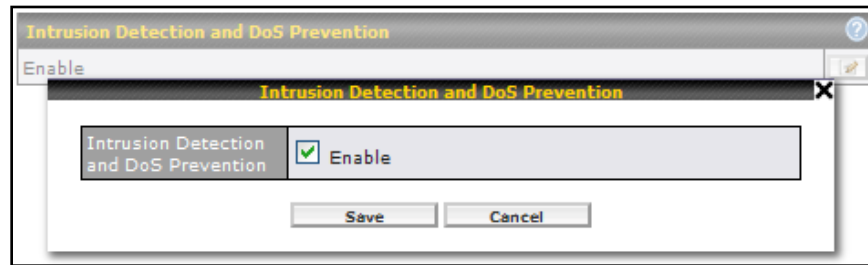 Intrusion Detection and DoS Prevention
?
Enable
Intrusion Detection and DoS Prevention
X
Intrusion Detection
and DoS Prevention
Enable
Save
Cancel